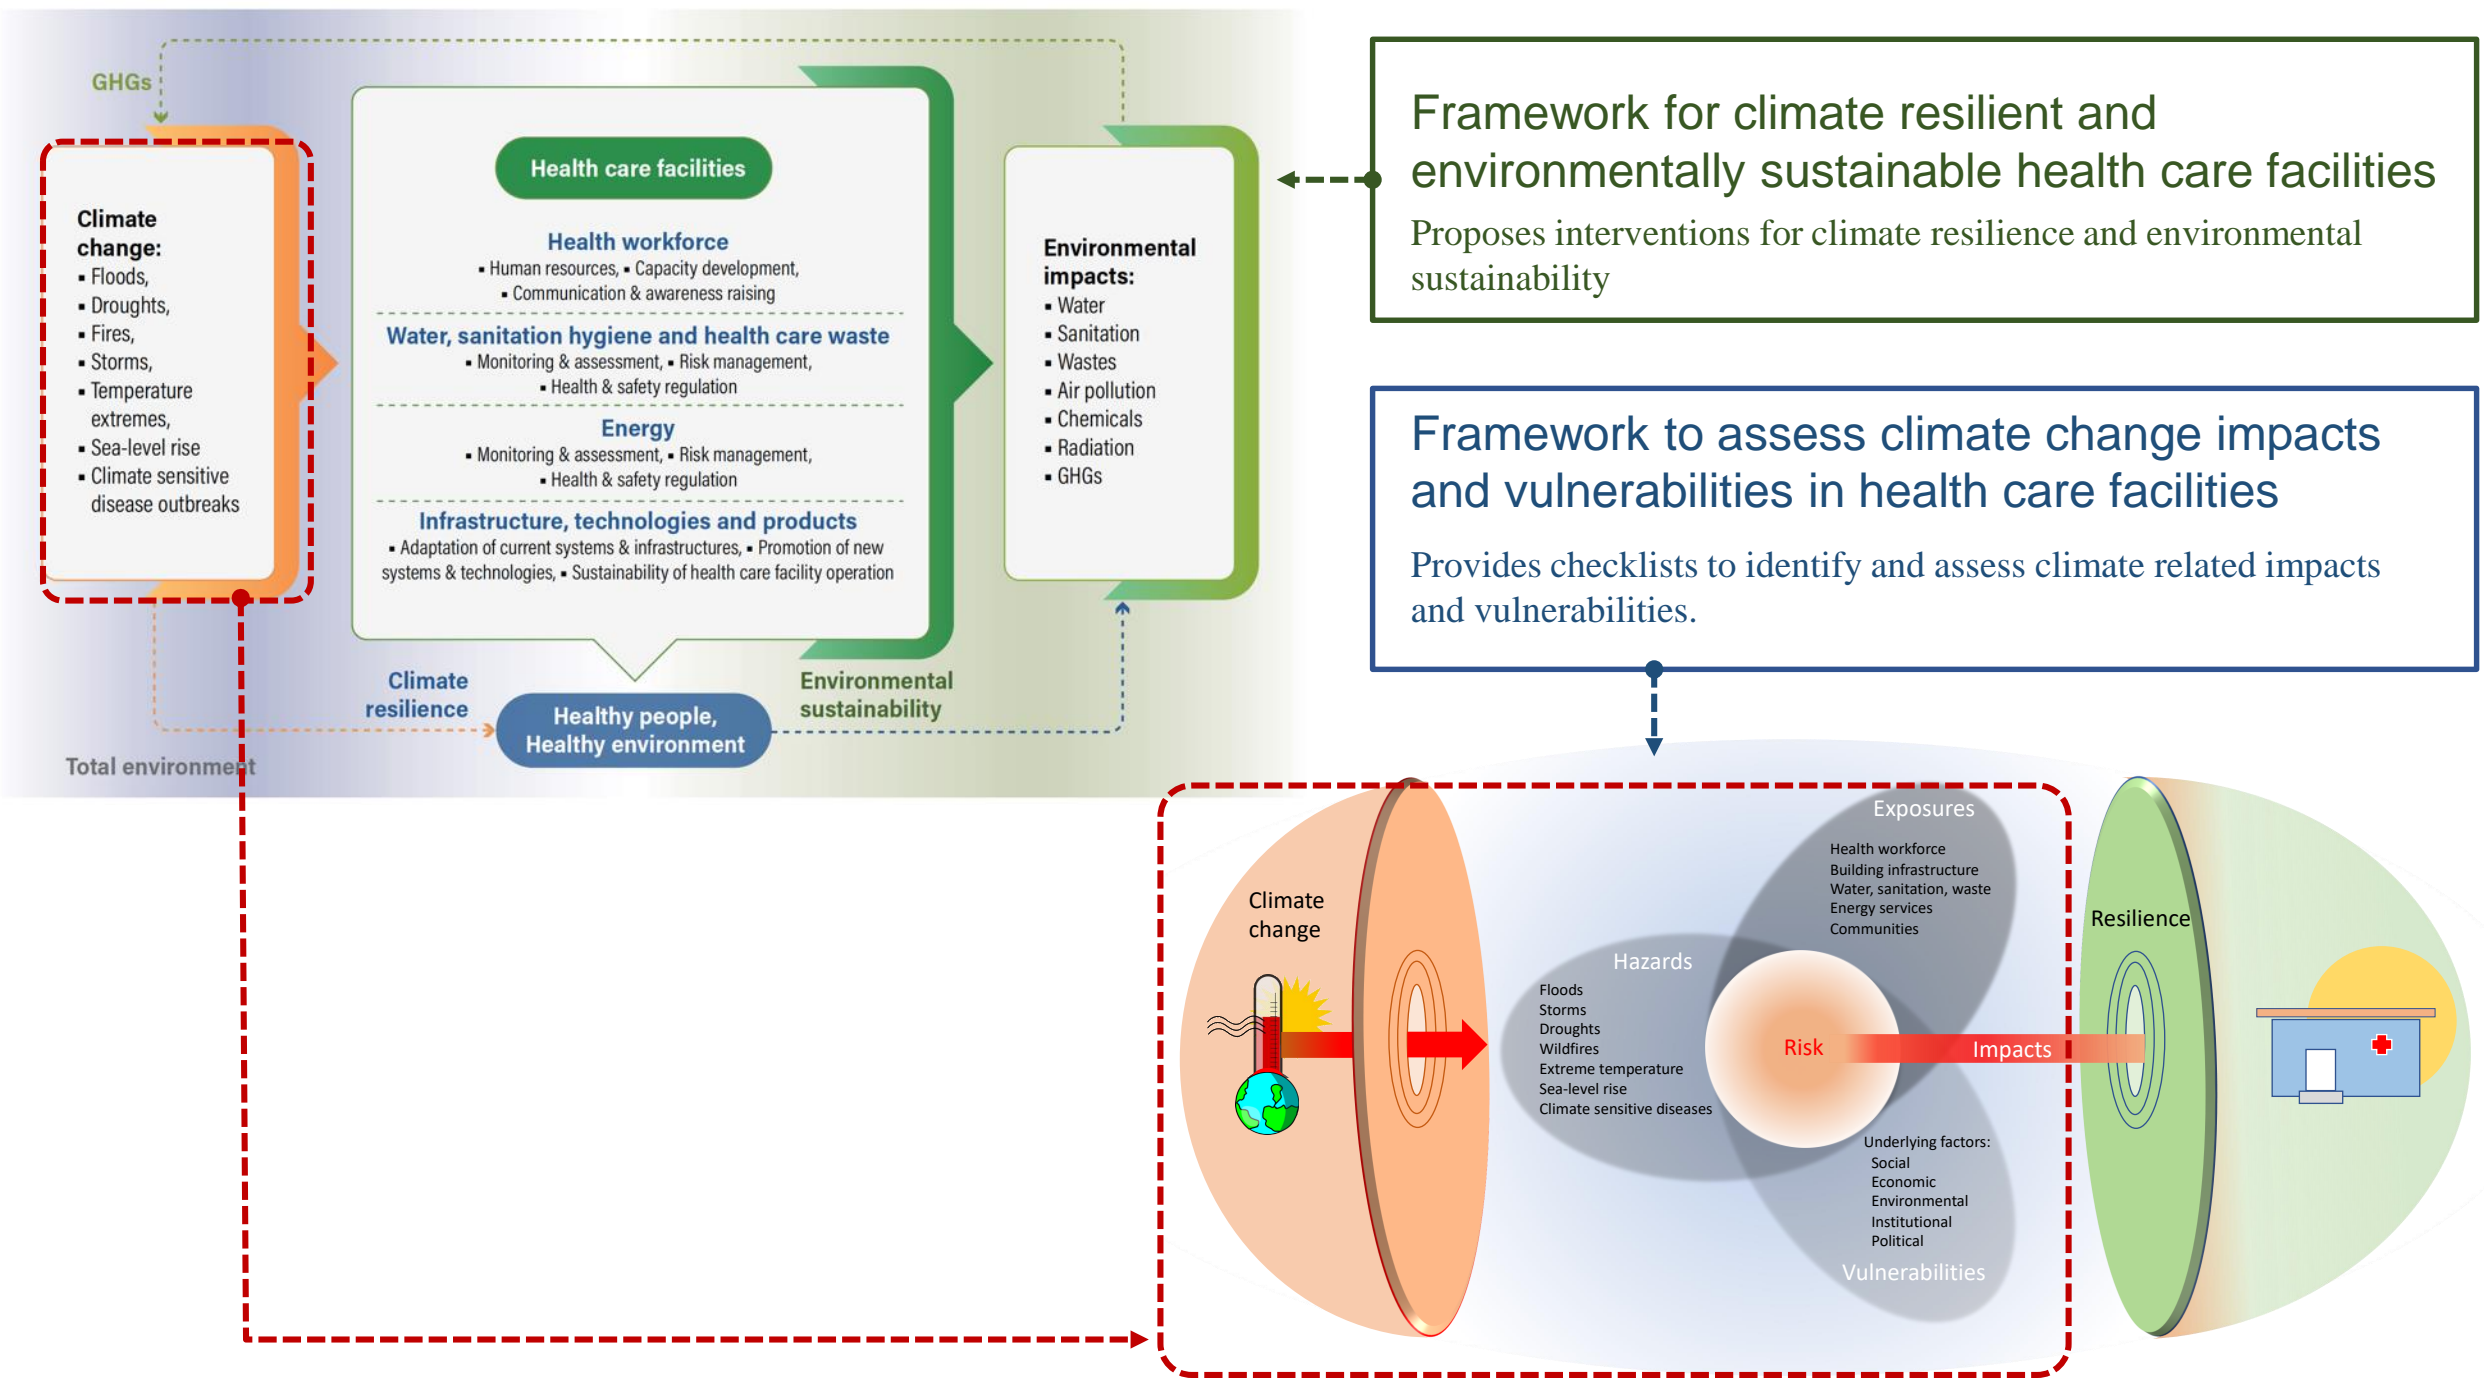 GHGs
Climate
change:
▪ Floods,
▪ Droughts,
▪ Fires,
▪ Storms,
▪ Temperature
extremes,
▪ Sea-level rise
▪ Climate sensitive
disease outbreaks
Health care facilities
Health workforce
▪ Human resources, ▪ Capacity development,
▪ Communication & awareness raising
Water, sanitation hygiene and health care waste
▪ Monitoring & assessment, ▪ Risk management,
▪ Health & safety regulation
Energy
▪ Monitoring & assessment, ▪ Risk management,
▪ Health & safety regulation
Infrastructure, technologies and products
▪ Adaptation of current systems & infrastructures, ▪ Promotion of new
systems & technologies, ▪ Sustainability of health care facility operation
Environmental
impacts:
▪ Water
▪ Sanitation
▪ Wastes
▪ Air pollution
▪ Chemicals
▪ Radiation
▪ GHGs
Climate
resilience
Healthy people,
Healthy environment
Environmental
sustainability
Total environment
Framework for climate resilient and
environmentally sustainable health care facilities
Proposes interventions for climate resilience and environmental
sustainability
Framework to assess climate change impacts
and vulnerabilities in health care facilities
Provides checklists to identify and assess climate related impacts
and vulnerabilities.
Climate
change
Hazards
Floods
Storms
Droughts
Wildfires
Extreme temperature
Sea-level rise
Climate sensitive diseases
Exposures
Health workforce
Building infrastructure
Water, sanitation, waste
Energy services
Communities
Risk
Impacts
Underlying factors:
Social
Economic
Environmental
Institutional
Political
Vulnerabilities
Resilience